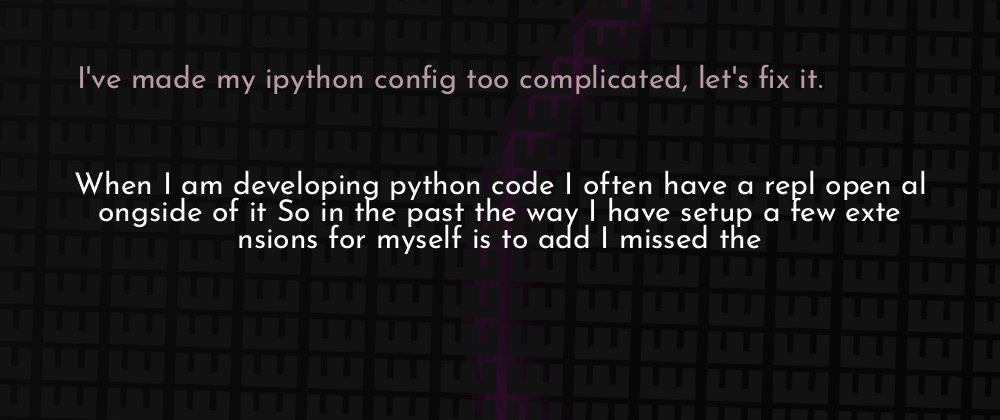 I've made my ipython config too complicated, let's fix it.
When I am developing python code I often have a repl open al
ongside of it So in the past the way I have setup a few exte
nsions for myself is to add I missed the